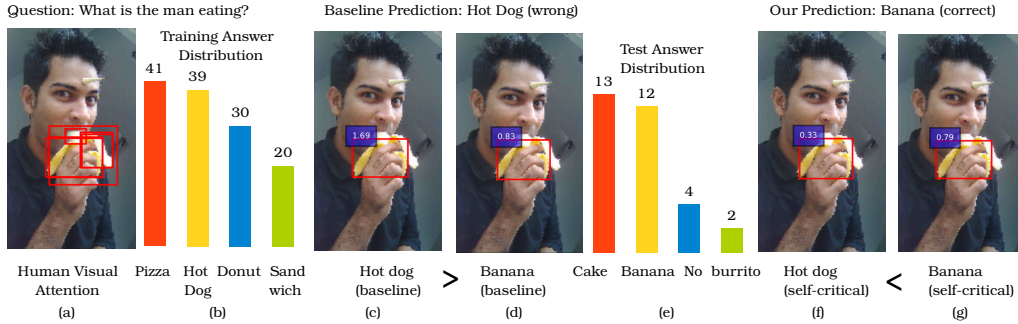 Question: What is the man eating?
Baseline Prediction: Hot Dog (wrong)
Our Prediction: Banana (correct)
Training Answer
Distribution
41
39
30
20
1.69
0.83
Test Answer
Distribution
13
12
4
2
0.33
0.79
Human Visual
Attention
Pizza
Hot
Dog
Donut
Sand
wich
Hot dog
(baseline)
>
Banana
(baseline)
Cake
Banana
No
burrito
Hot dog
(self-critical)
<
Banana
(self-critical)
(a)
(b)
(c)
(d)
(e)
(f)
(g)